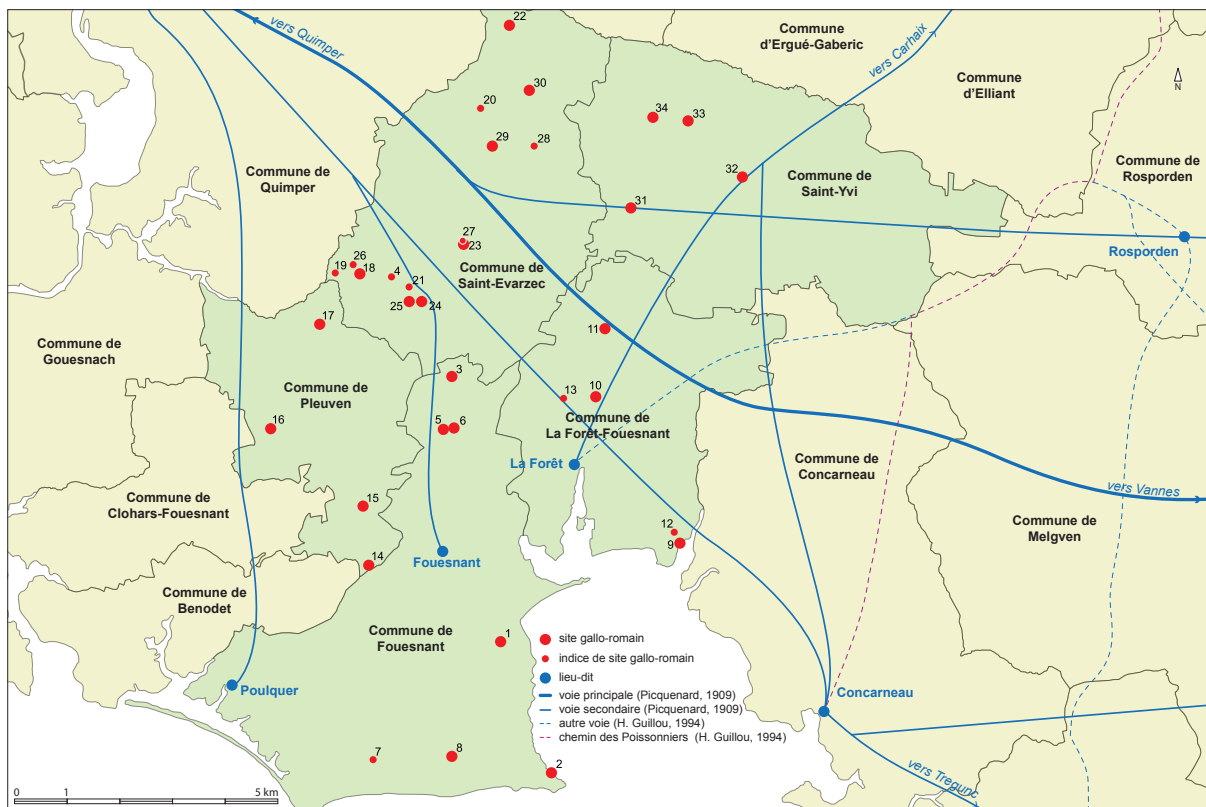 22
vers Quimper
Commune
d'Ergué-Gaberic
vers Carhaix
Commune
d'Elliant
N
30
20
34
33
29
28
Commune de
Quimper
32
Commune de
Saint-Yvi
Commune de
Rosporden
31
27
23
Rosporden
Commune de
Saint-Evarzec
26
19
18
4
21
25
24
17
11
Commune de
Gouesnach
3
Commune de
Pleuven
13
10
16
5
6
Commune de
La Forêt-Fouesnant
La Forêt
Commune de
Concarneau
vers Vannes
Commune de
Clohars-Fouesnant
15
12
9
Commune de
Melgven
14
Fouesnant
Commune de
Benodet
Commune de
Fouesnant
1
site gallo-romain
indice de site gallo-romain
lieu-dit
voie principale (Picquenard, 1909)
voie secondaire (Picquenard, 1909)
autre voie (H. Guillou, 1994)
chemin des Poissonniers (H. Guillou, 1994)
Poulquer
Concarneau
7
8
2
vers Tregunc
0 1 5 km